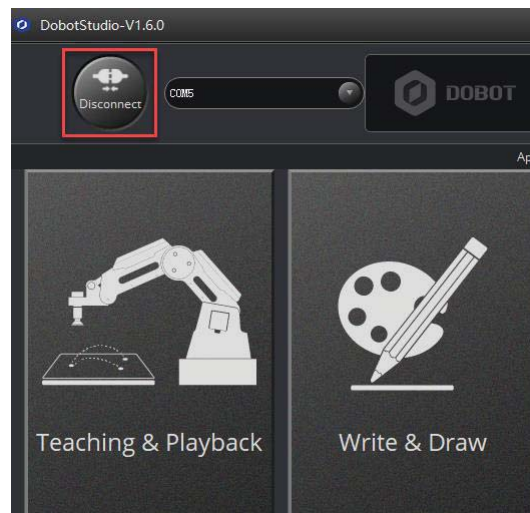 DobotStudio-V1.6.0
Disconnect
COM5
DOBOT
Ap
Teaching & Playback
Write & Draw